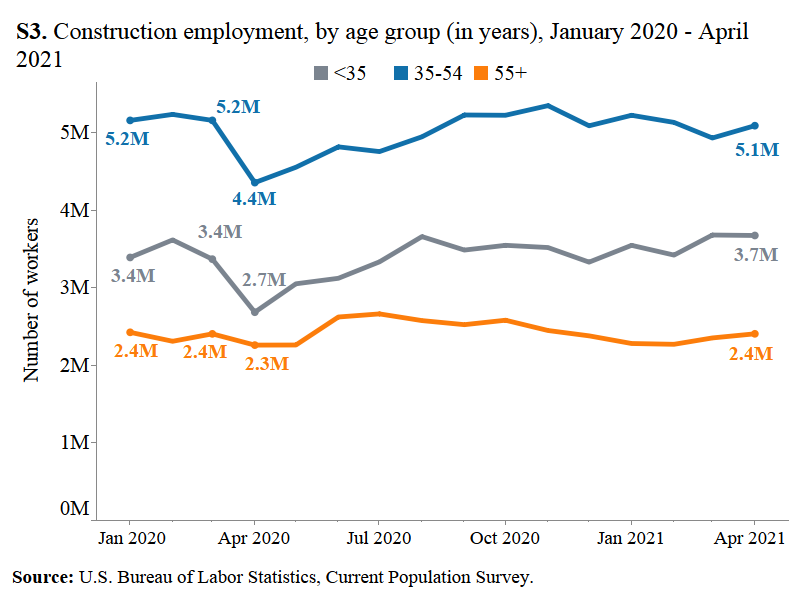 S3. Construction employment, by age group (in years), January 2020 - April
2021
<35 35-54 55+
Number of workers
5M
4M
3M
2M
1M
0M
5.2M
5.2M
4.4M
5.1M
3.4M
3.4M
2.7M
3.7M
2.4M
2.4M
2.3M
2.4M
Jan 2020 Apr 2020 Jul 2020 Oct 2020 Jan 2021 Apr 2021
Source: U.S. Bureau of Labor Statistics, Current Population Survey.